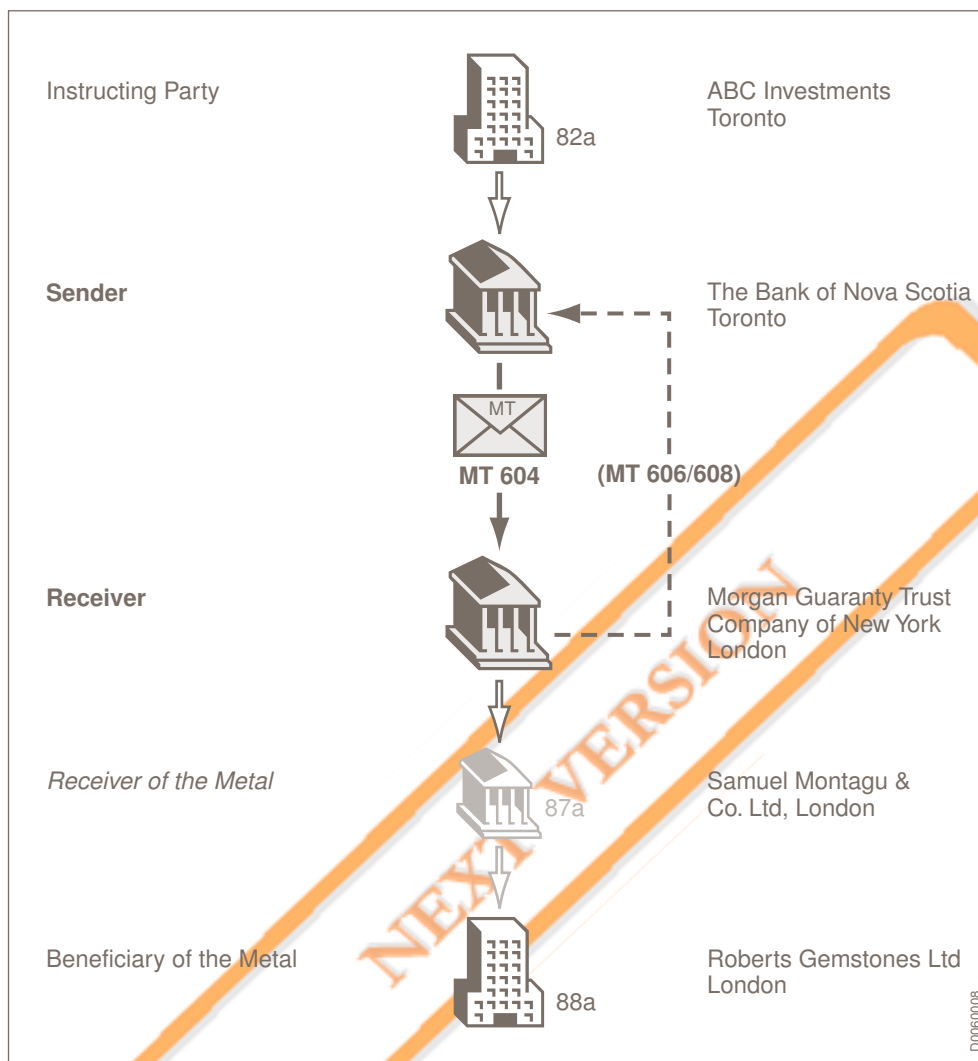 Instructing Party
ABC Investments
Toronto
82a
Sender
The Bank of Nova Scotia
Toronto
MT
MT 604
(MT 606/608)
Receiver
Morgan Guaranty Trust
Company of New York
London
Receiver of the Metal
Samuel Montagu &
Co. Ltd, London
87a
Beneficiary of the Metal
Roberts Gemstones Ltd
London
88a
NEXT VERSION
D0060008